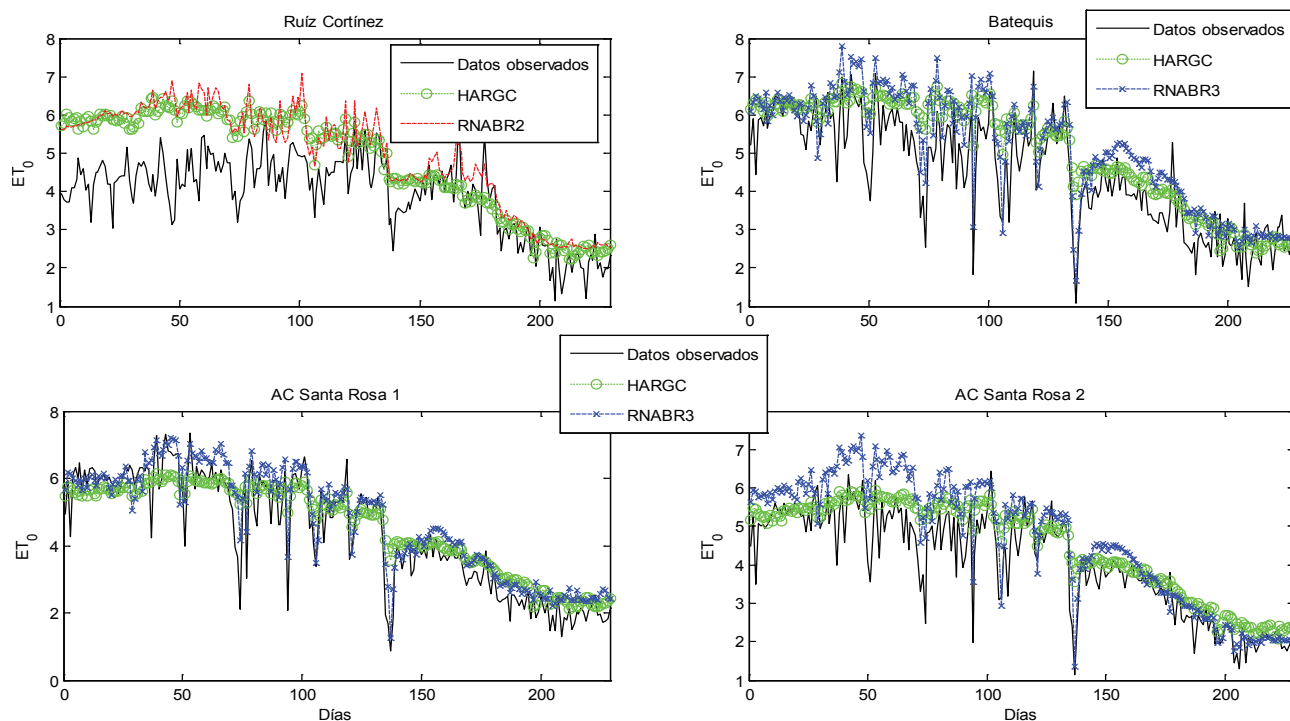 Ruíz Cortínez
Datos observados
HARGC
RNABR2
ET0
8
7
6
5
4
3
2
1
0
50
100
150
200
Batequis
Datos observados
HARGC
RNABR3
ET0
8
7
6
5
4
3
2
1
0
50
100
150
200
Datos observados
HARGC
RNABR3
AC Santa Rosa 1
ET0
8
6
4
2
0
0
50
100
150
200
Días
AC Santa Rosa 2
ET0
7
6
5
4
3
2
1
0
50
100
150
200
Días